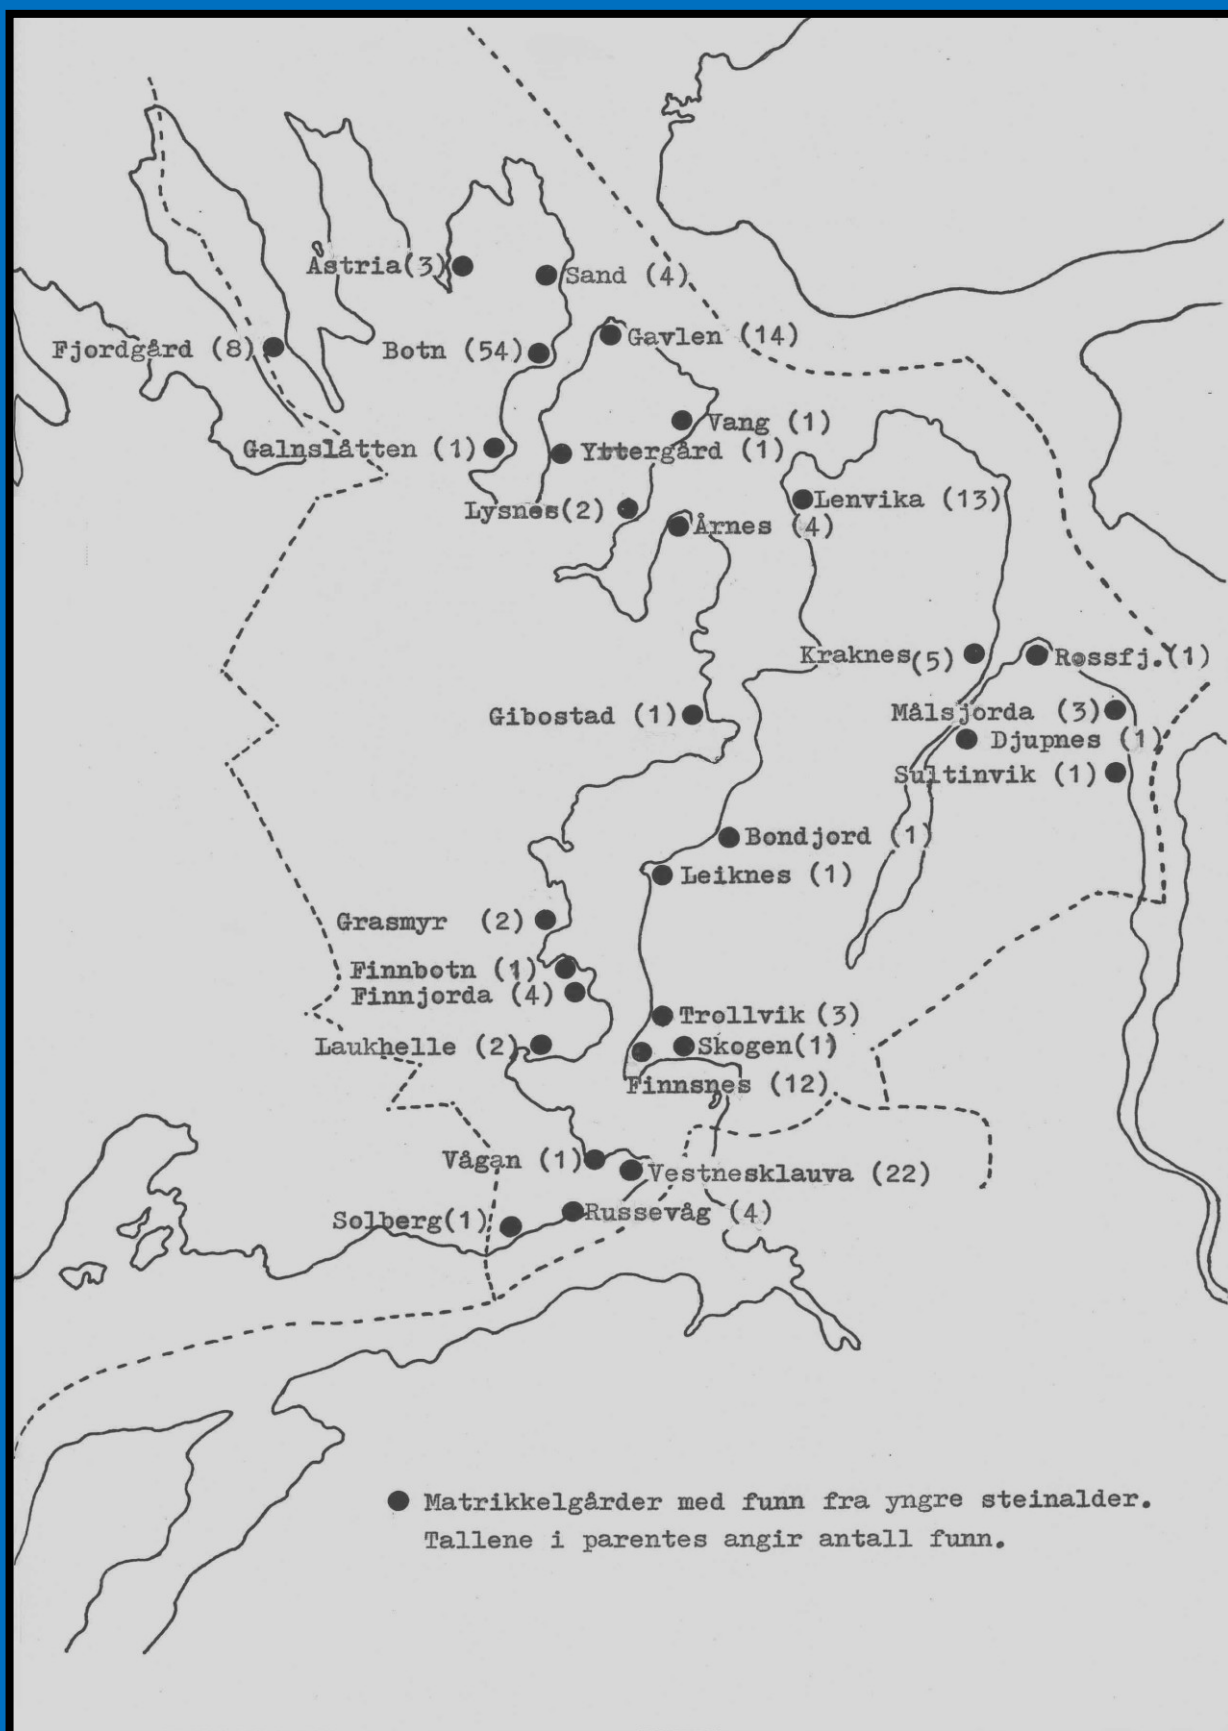 Åstria(3)
Sand (4)
Gavlen (14)
Fjordgård (8)
Botn (54)
Vang (1)
Galnslåtten (1)
Yttergård (1)
Lenvika (13)
Lysnes(2)
Årnes (4)
Kraknes(5)
Rossfj.(1)
Målsjorda (3)
Gibostad (1)
Djupnes (1)
Sultinvik (1)
Bondjord (1)
Leiknes (1)
Grasmyr (2)
Finnbotn (1)
Finnjorda (4)
Trollvik (3)
Laukhelle (2)
Skogen(1)
Finnsnes (12)
Vågan (1)
Vestnesklauva (22)
Russevåg (4)
Solberg(1)
Matrikkelgårder med funn fra yngre steinalder.
Tallene i parentes angir antall funn.